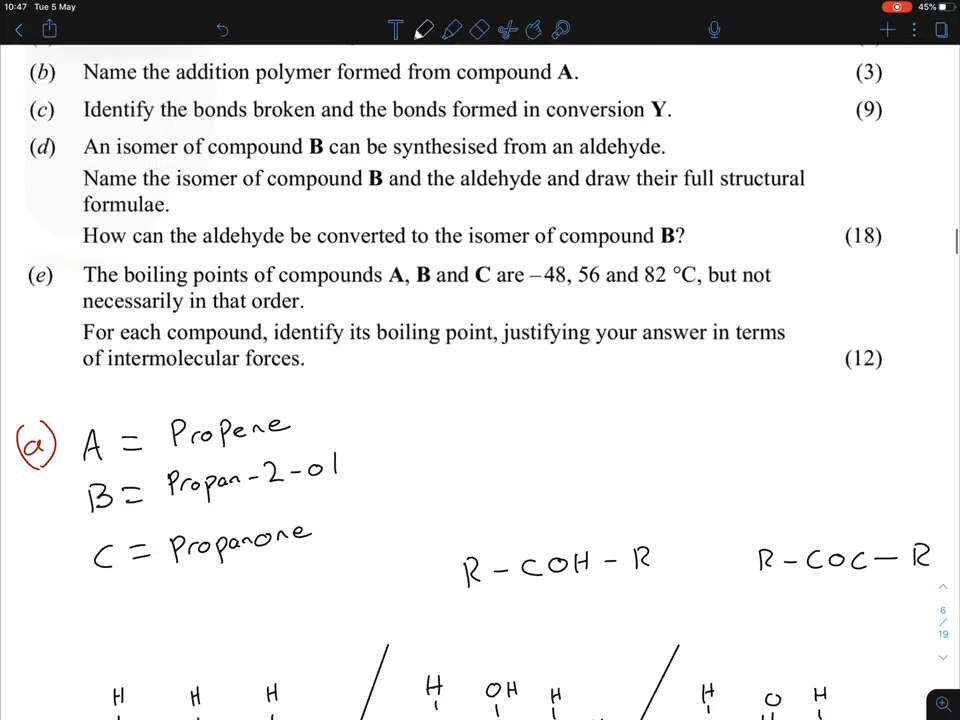 10:47 Tue 5 May
45%
(b) Name the addition polymer formed from compound A. (3)
(c) Identify the bonds broken and the bonds formed in conversion Y. (9)
(d) An isomer of compound B can be synthesised from an aldehyde.
Name the isomer of compound B and the aldehyde and draw their full structural
formulae.
How can the aldehyde be converted to the isomer of compound B? (18)
(e) The boiling points of compounds A, B and C are –48, 56 and 82 °C, but not
necessarily in that order.
For each compound, identify its boiling point, justifying your answer in terms
of intermolecular forces. (12)
(a) A = Propene
B = Propan-2-ol
C = Propanone
R - COH - R R - COC - R
6
/
19
H H H H OH H H O H